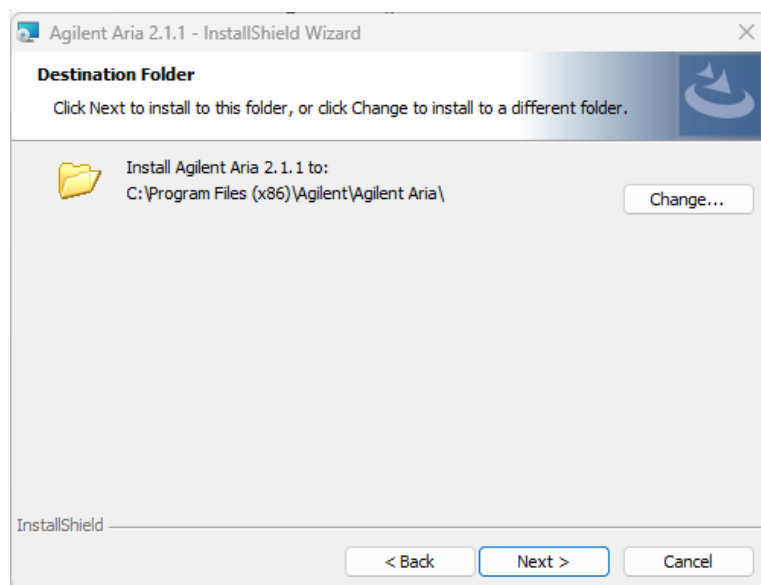 Agilent Aria 2.1.1 - InstallShield Wizard
Destination Folder
Click Next to install to this folder, or click Change to install to a different folder.
Install Agilent Aria 2.1.1 to:
C:\Program Files (x86)\Agilent\Agilent Aria\
Change...
InstallShield
< Back
Next >
Cancel